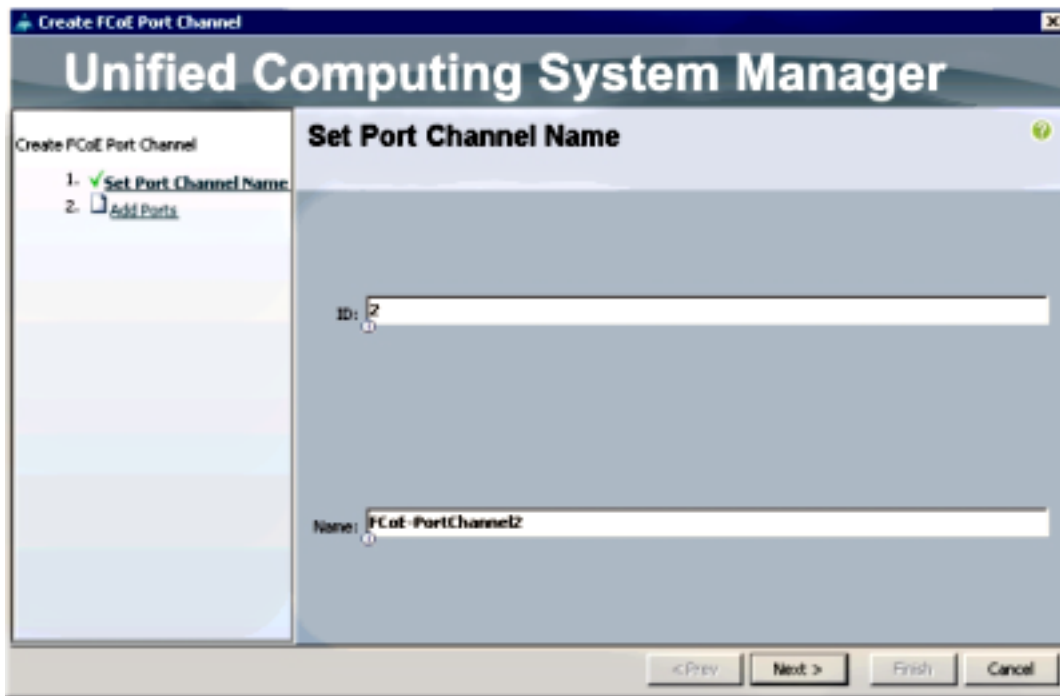 Create FCoE Port Channel
Unified Computing System Manager
Create FCoE Port Channel
1. Set Port Channel Name
2. Add Ports
Set Port Channel Name
ID: 2
Name: FCoE-PortChannel2
< Prev
Next >
Finish
Cancel